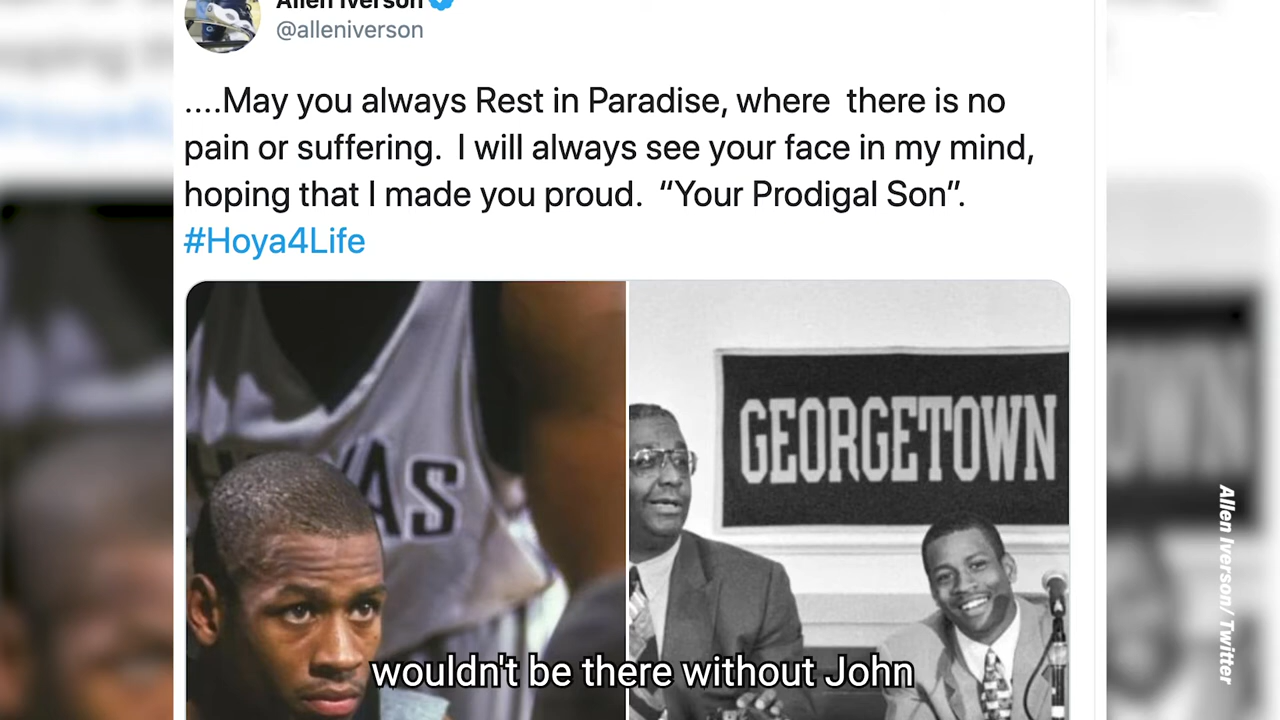 Allen Iverson
@alleniverson
....May you always Rest in Paradise, where there is no
pain or suffering. I will always see your face in my mind,
hoping that I made you proud. “Your Prodigal Son”.
#Hoya4Life
AS
GEORGETOWN
wouldn't be there without John
Allen Iverson/ Twitter